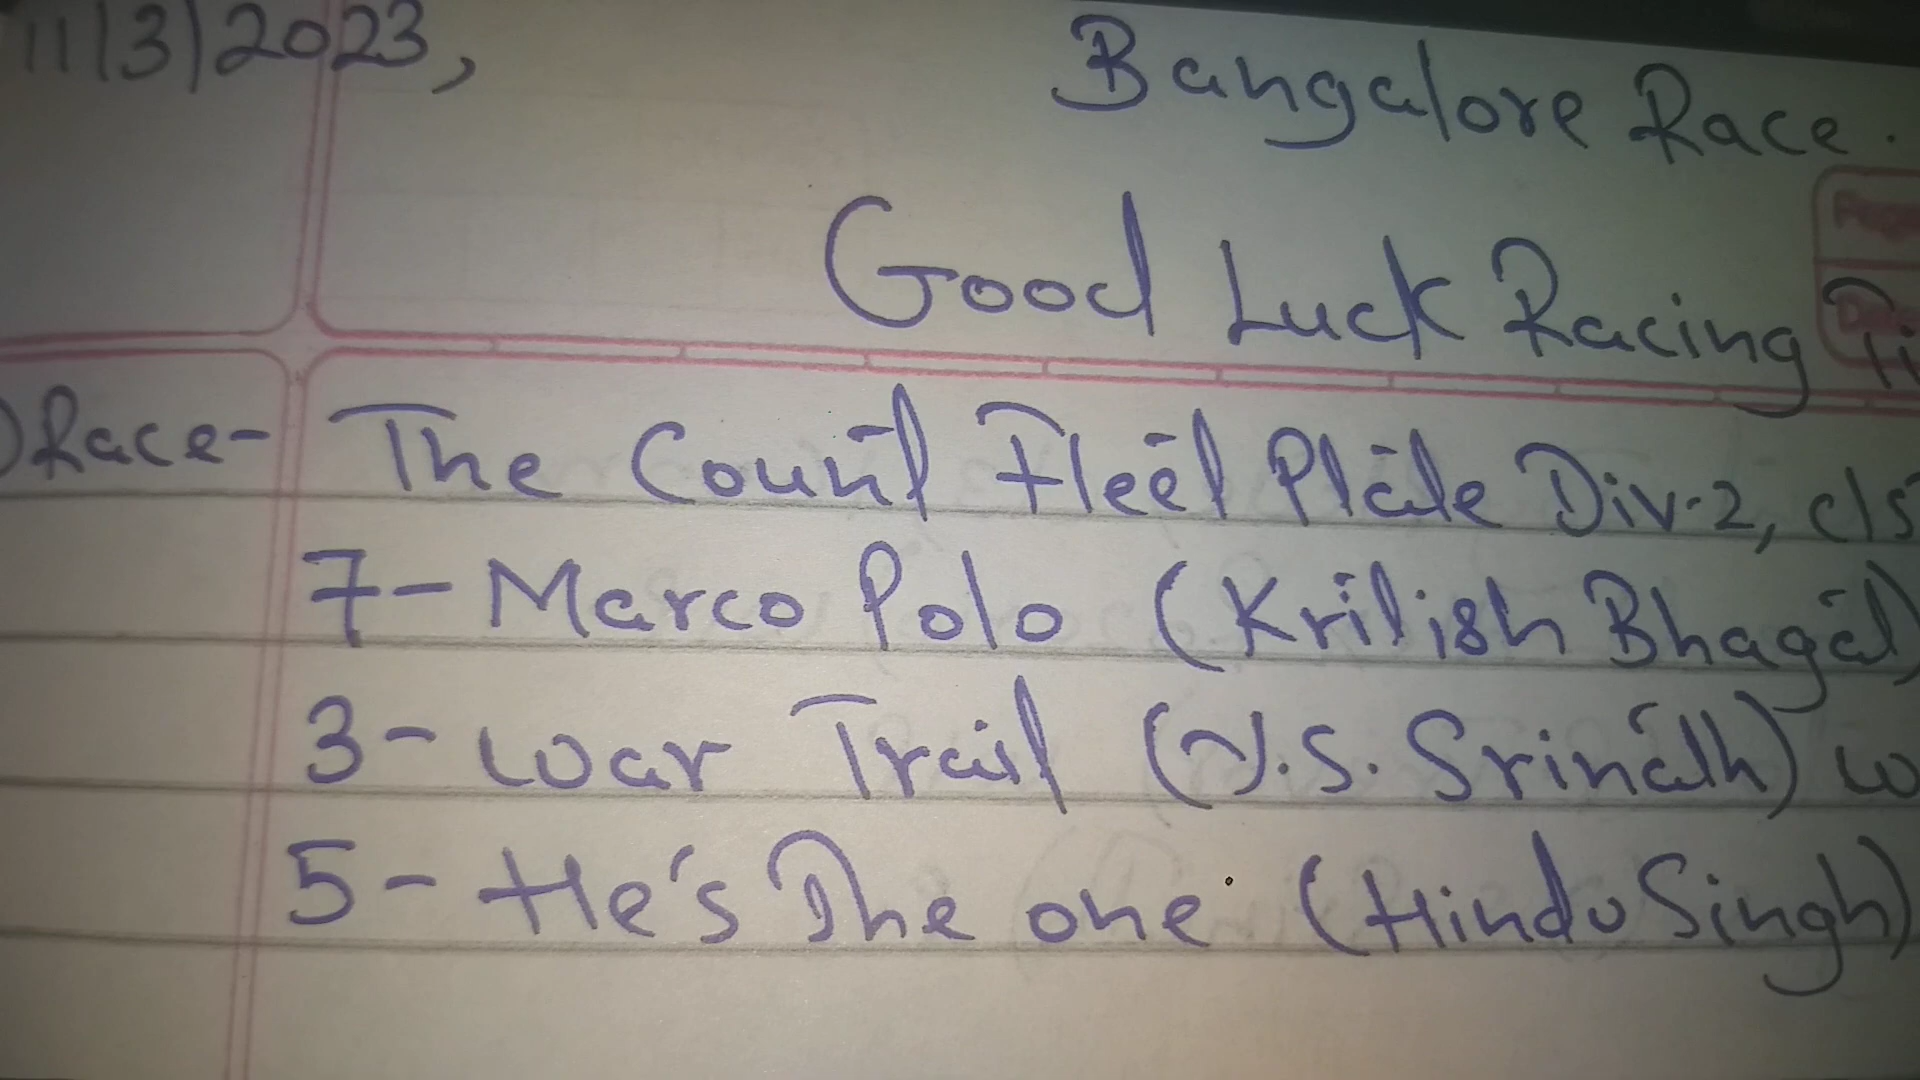 11/3/2023,
Bangalore Race.
Good Luck Racing Ti
Race- The Count Fleet Plate Div-2, c/s
7- Marco Polo (Kritish Bhagat)
3- War Trail (Y.S. Srinath) w
5- He's The one (Hindu Singh)